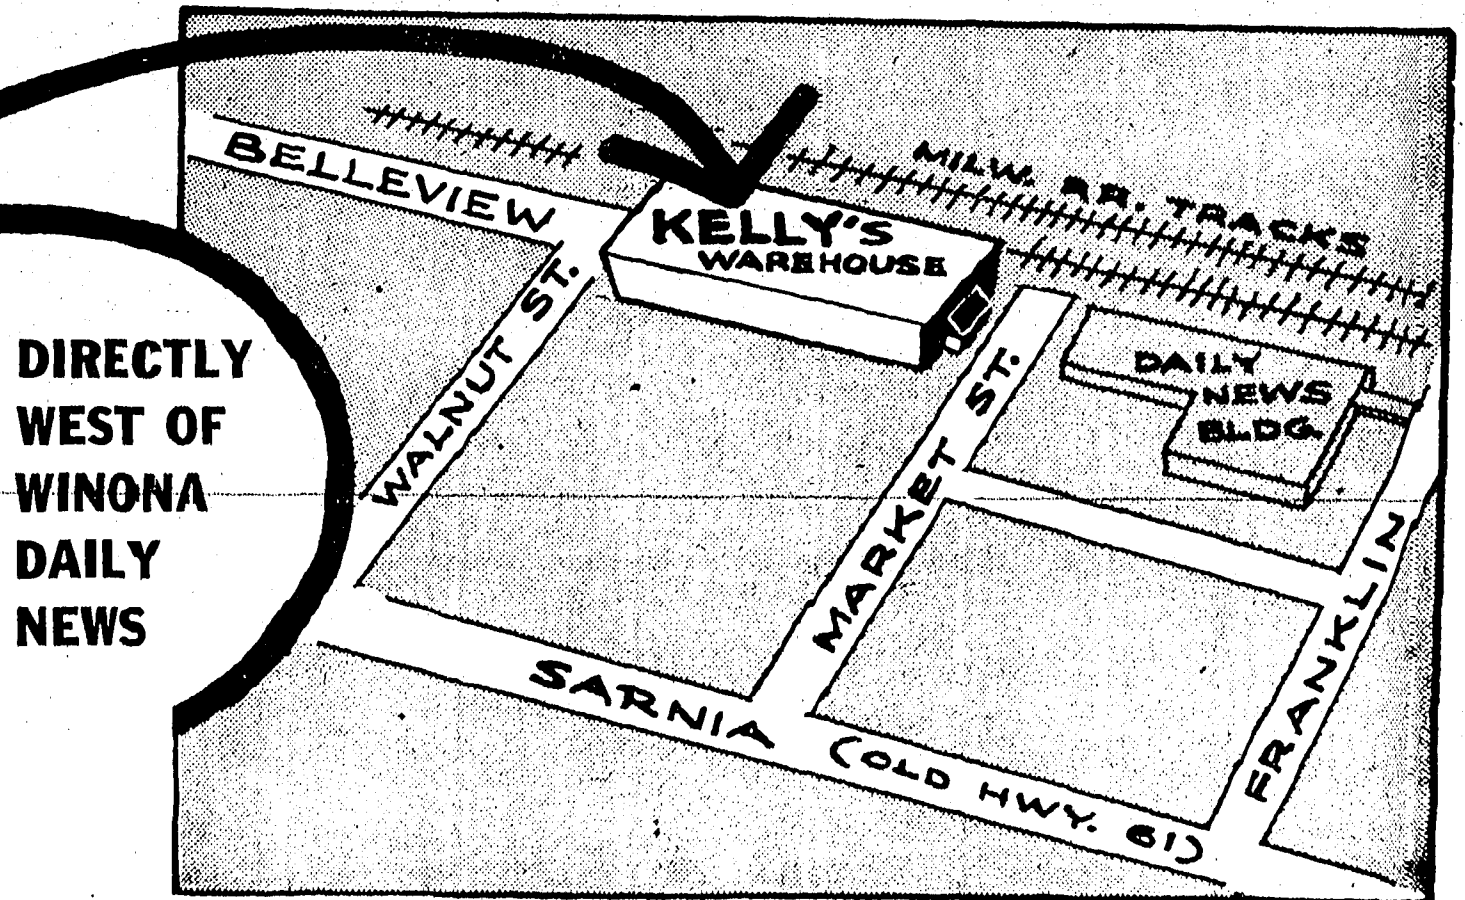 MILW. RR. TRACKS
BELLEVIEW
KELLY'S
WAREHOUSE
WALNUT ST.
DIRECTLY
WEST OF
WINONA
DAILY
NEWS
MARKET ST.
DAILY
NEWS
BLDG.
FRANKLIN
SARNIA (OLD HWY. 61)